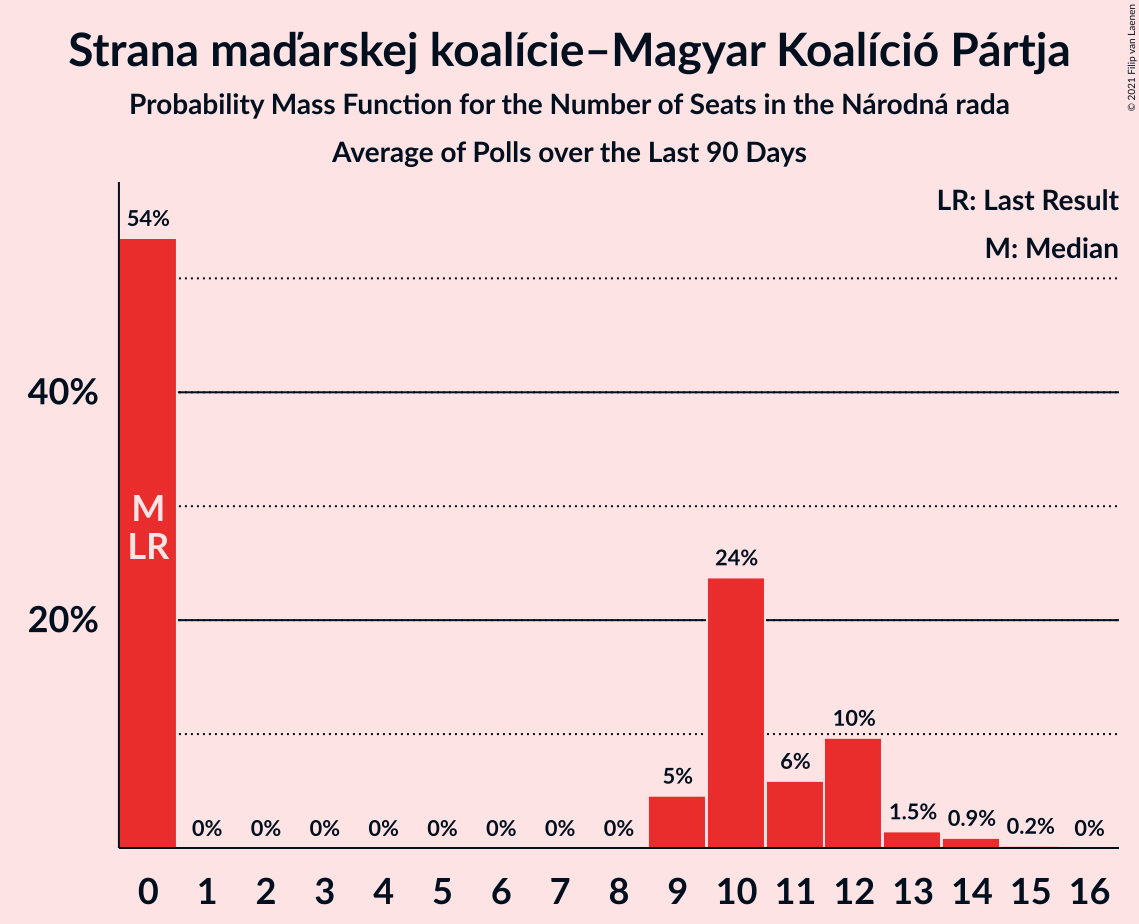 Strana maďarskej koalície–Magyar Koalíció Pártja
Probability Mass Function for the Number of Seats in the Národná rada
Average of Polls over the Last 90 Days
© 2021 Filip van Laenen
LR: Last Result
M: Median
54%
40%
M
LR
24%
20%
10%
6%
5%
1.5%
0.9%
0.2%
0% 0% 0% 0% 0% 0% 0% 0% 0%
0 1 2 3 4 5 6 7 8 9 10 11 12 13 14 15 16